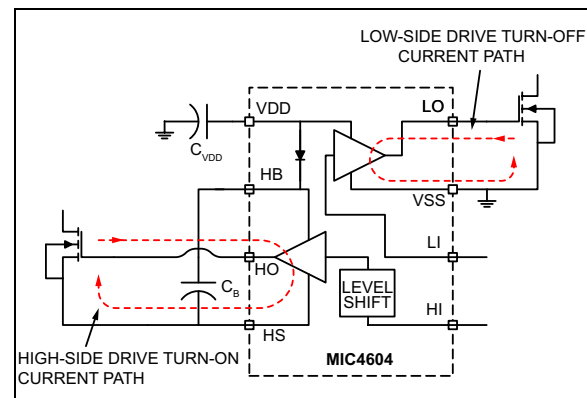 LOW-SIDE DRIVE TURN-OFF
CURRENT PATH
VDD
LO
CVDD
HB
VSS
HO
LI
CB
LEVEL
SHIFT
HI
HS
MIC4604
HIGH-SIDE DRIVE TURN-ON
CURRENT PATH